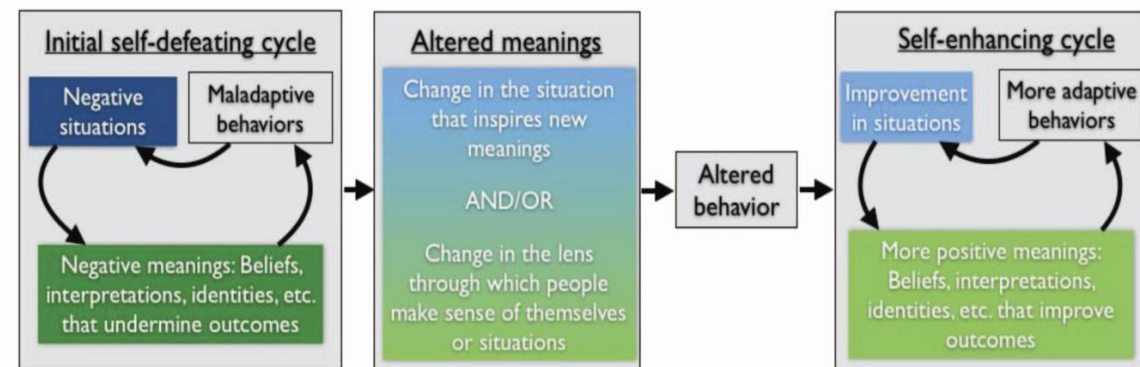 Initial self-defeating cycle
Negative
situations
Maladaptive
behaviors
Negative meanings: Beliefs,
interpretations, identities, etc.
that undermine outcomes
Altered meanings
Change in the situation
that inspires new
meanings
AND/OR
Change in the lens
through which people
make sense of themselves
or situations
Altered
behavior
Self-enhancing cycle
Improvement
in situations
More adaptive
behaviors
More positive meanings:
Beliefs, interpretations,
identities, etc. that improve
outcomes